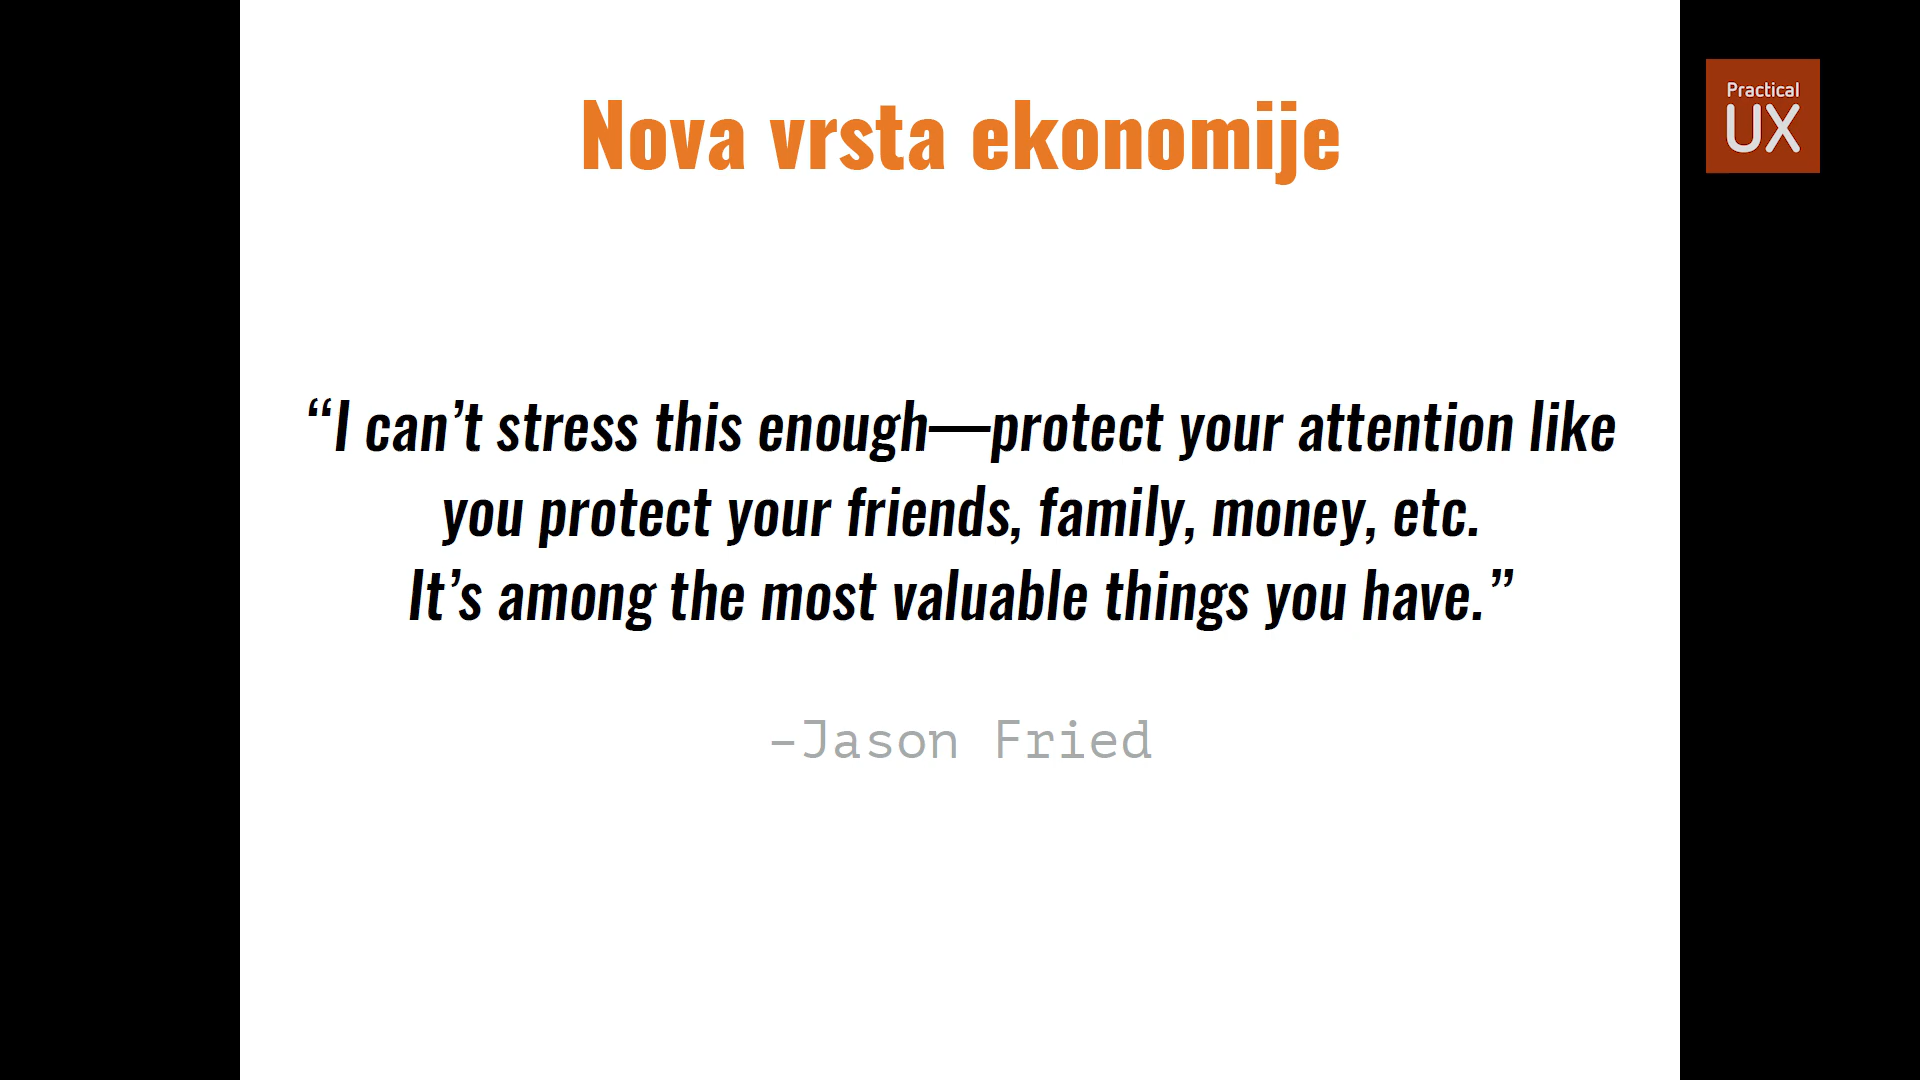 Nova vrsta ekonomije
Practical
UX
“I can’t stress this enough—protect your attention like
you protect your friends, family, money, etc.
It’s among the most valuable things you have.”
–Jason Fried